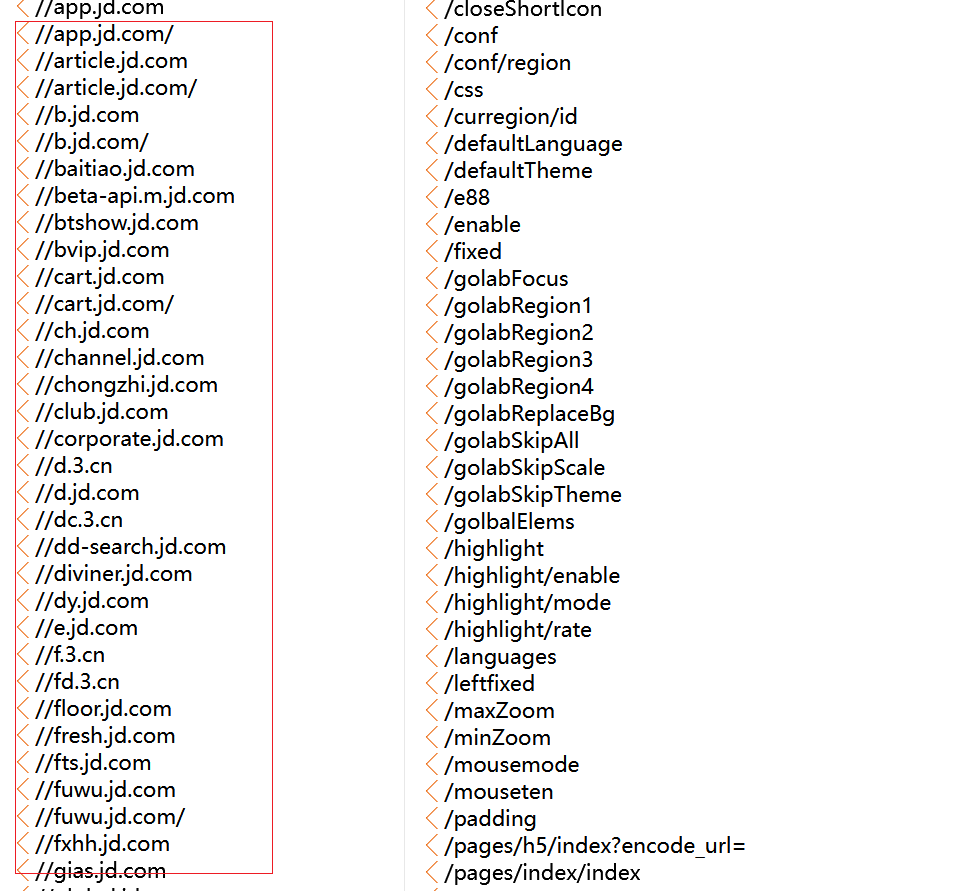 //app.jd.com
//app.jd.com/
//article.jd.com
//article.jd.com/
//b.jd.com
//b.jd.com/
//baitiao.jd.com
//beta-api.m.jd.com
//btshow.jd.com
//bvip.jd.com
//cart.jd.com
//cart.jd.com/
//ch.jd.com
//channel.jd.com
//chongzhi.jd.com
//club.jd.com
//corporate.jd.com
//d.3.cn
//d.jd.com
//dc.3.cn
//dd-search.jd.com
//diviner.jd.com
//dy.jd.com
//e.jd.com
//f.3.cn
//fd.3.cn
//floor.jd.com
//fresh.jd.com
//fts.jd.com
//fuwu.jd.com
//fuwu.jd.com/
//fxhh.jd.com
//gias.jd.com
/closeShortIcon
/conf
/conf/region
/css
/curregion/id
/defaultLanguage
/defaultTheme
/e88
/enable
/fixed
/golabFocus
/golabRegion1
/golabRegion2
/golabRegion3
/golabRegion4
/golabReplaceBg
/golabSkipAll
/golabSkipScale
/golabSkipTheme
/golbalElems
/highlight
/highlight/enable
/highlight/mode
/highlight/rate
/languages
/leftfixed
/maxZoom
/minZoom
/mousemode
/mouseten
/padding
/pages/h5/index?encode_url=
/pages/index/index